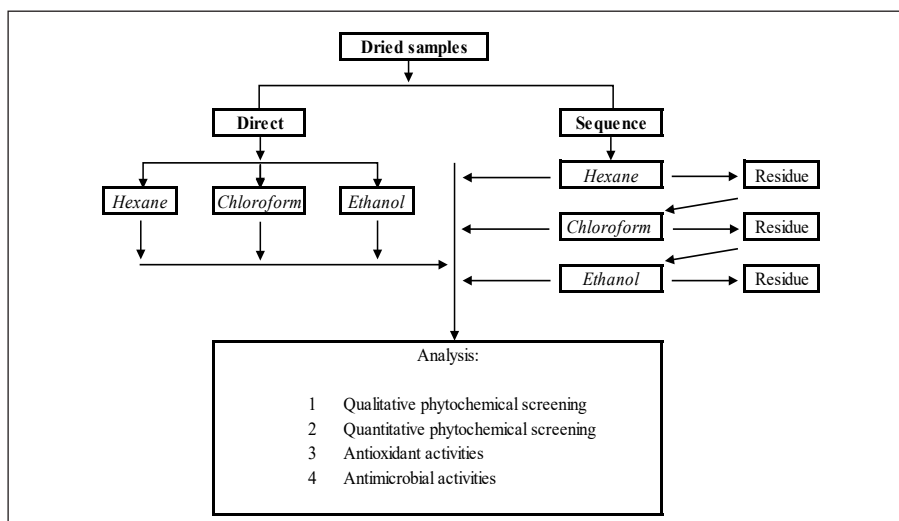 Dried samples
Direct
Sequence
Hexane
Chloroform
Ethanol
Hexane
Residue
Chloroform
Residue
Ethanol
Residue
Analysis:
1 Qualitative phytochemical screening
2 Quantitative phytochemical screening
3 Antioxidant activities
4 Antimicrobial activities